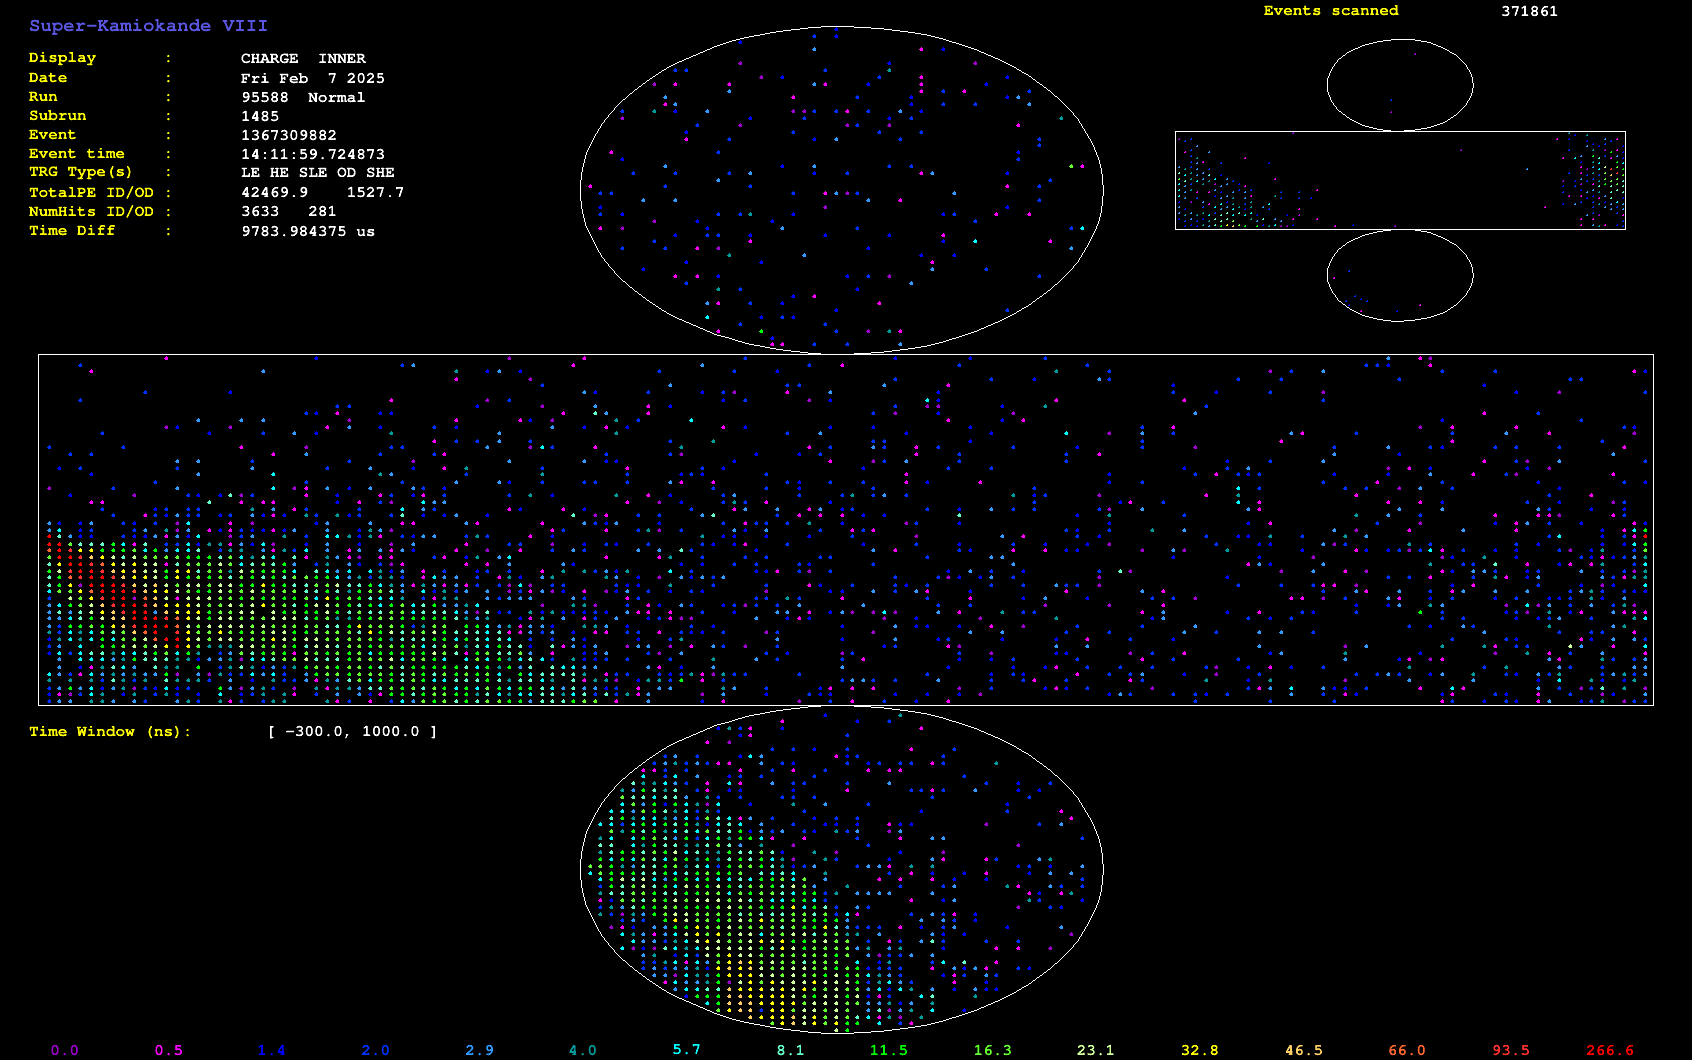 Super-Kamiokande VIII
Display : CHARGE INNER
Date : Fri Feb 7 2025
Run : 95588 Normal
Subrun : 1485
Event : 1367309882
Event time : 14:11:59.724873
TRG Type(s) : LE HE SLE OD SHE
TotalPE ID/OD : 42469.9 1527.7
NumHits ID/OD : 3633 281
Time Diff : 9783.984375 us
Events scanned 371861
Time Window (ns): [ -300.0, 1000.0 ]
0.0 0.5 1.4 2.0 2.9 4.0 5.7 8.1 11.5 16.3 23.1 32.8 46.5 66.0 93.5 266.6